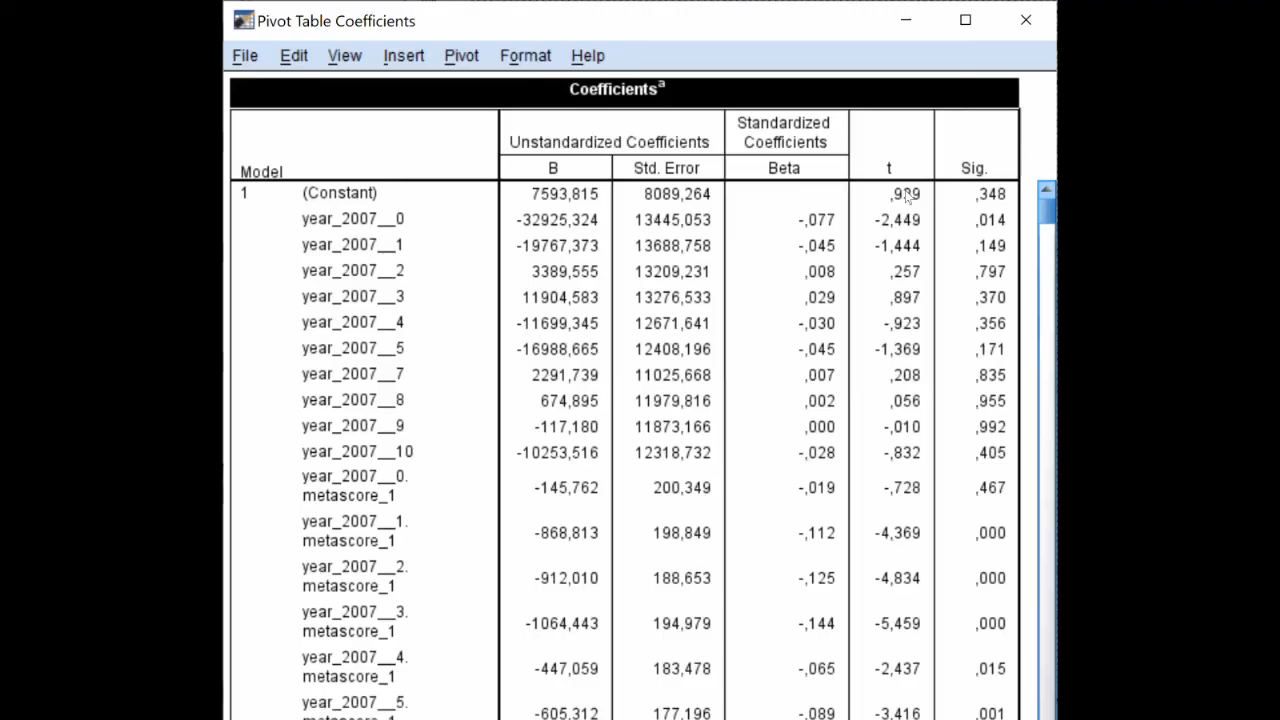 Pivot Table Coefficients
File Edit View Insert Pivot Format Help
Coefficientsa
Unstandardized Coefficients Standardized Coefficients
Model B Std. Error Beta t Sig.
1 (Constant) 7593,815 8089,264 ,348
year_2007__0 -32925,324 13445,053 -,077 -2,449 ,014
year_2007__1 -19767,373 13688,758 -,045 -1,444 ,149
year_2007__2 3389,555 13209,231 ,008 ,257 ,797
year_2007__3 11904,583 13276,533 ,029 ,897 ,370
year_2007__4 -11699,345 12671,641 -,030 -,923 ,356
year_2007__5 -16988,665 12408,196 -,045 -1,369 ,171
year_2007__7 2291,739 11025,668 ,007 ,208 ,835
year_2007__8 674,895 11979,816 ,002 ,056 ,955
year_2007__9 -117,180 11873,166 ,000 -,010 ,992
year_2007__10 -10253,516 12318,732 -,028 -,832 ,405
year_2007__0.
metascore_1 -145,762 200,349 -,019 -,728 ,467
year_2007__1.
metascore_1 -868,813 198,849 -,112 -4,369 ,000
year_2007__2.
metascore_1 -912,010 188,653 -,125 -4,834 ,000
year_2007__3.
metascore_1 -1064,443 194,979 -,144 -5,459 ,000
year_2007__4.
metascore_1 -447,059 183,478 -,065 -2,437 ,015
year_2007__5.
metascore_1 -605,312 177,196 -,089 -3,416 ,001